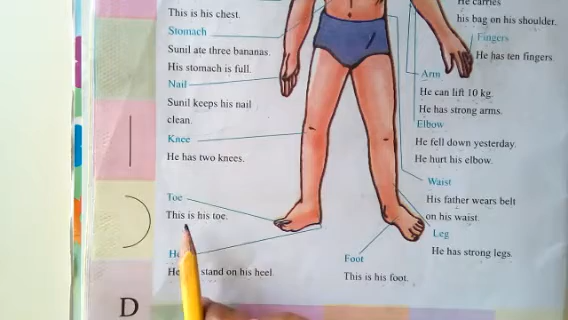 This is his chest.
Stomach
Sunil ate three bananas.
His stomach is full.
Nail
Sunil keeps his nail
clean.
Knee
He has two knees.
Toe
This is his toe.
stand on his heel.
D
He carries
his bag on his shoulder.
Fingers
He has ten fingers
Arm
He can lift 10 kg.
He has strong arms.
Elbow
He fell down yesterday.
He hurt his elbow.
Waist
His father wears belt
on his waist.
Leg
He has strong legs.
Foot
This is his foot.